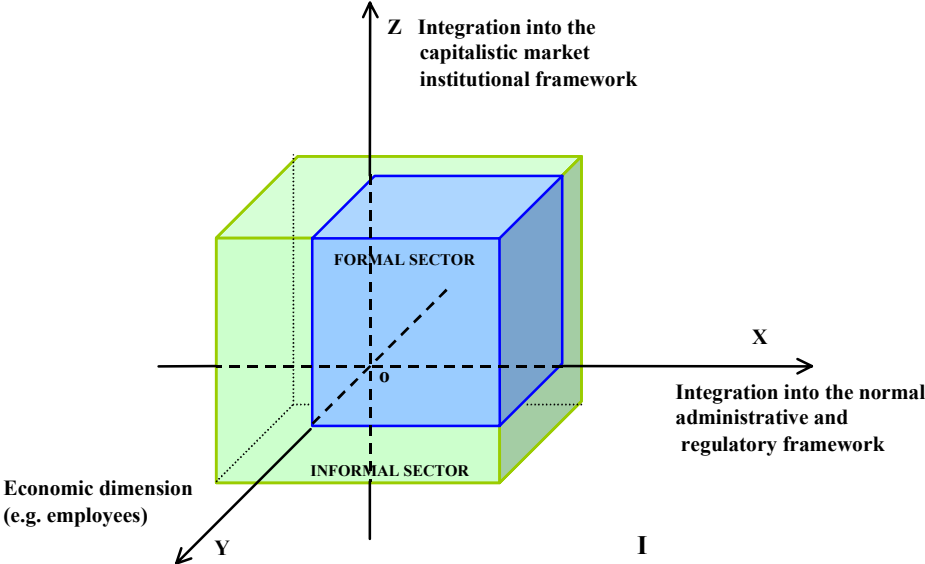 Z Integration into the
capitalistic market
institutional framework
FORMAL SECTOR
X
o
Integration into the normal
administrative and
regulatory framework
INFORMAL SECTOR
Economic dimension
(e.g. employees)
Y
I